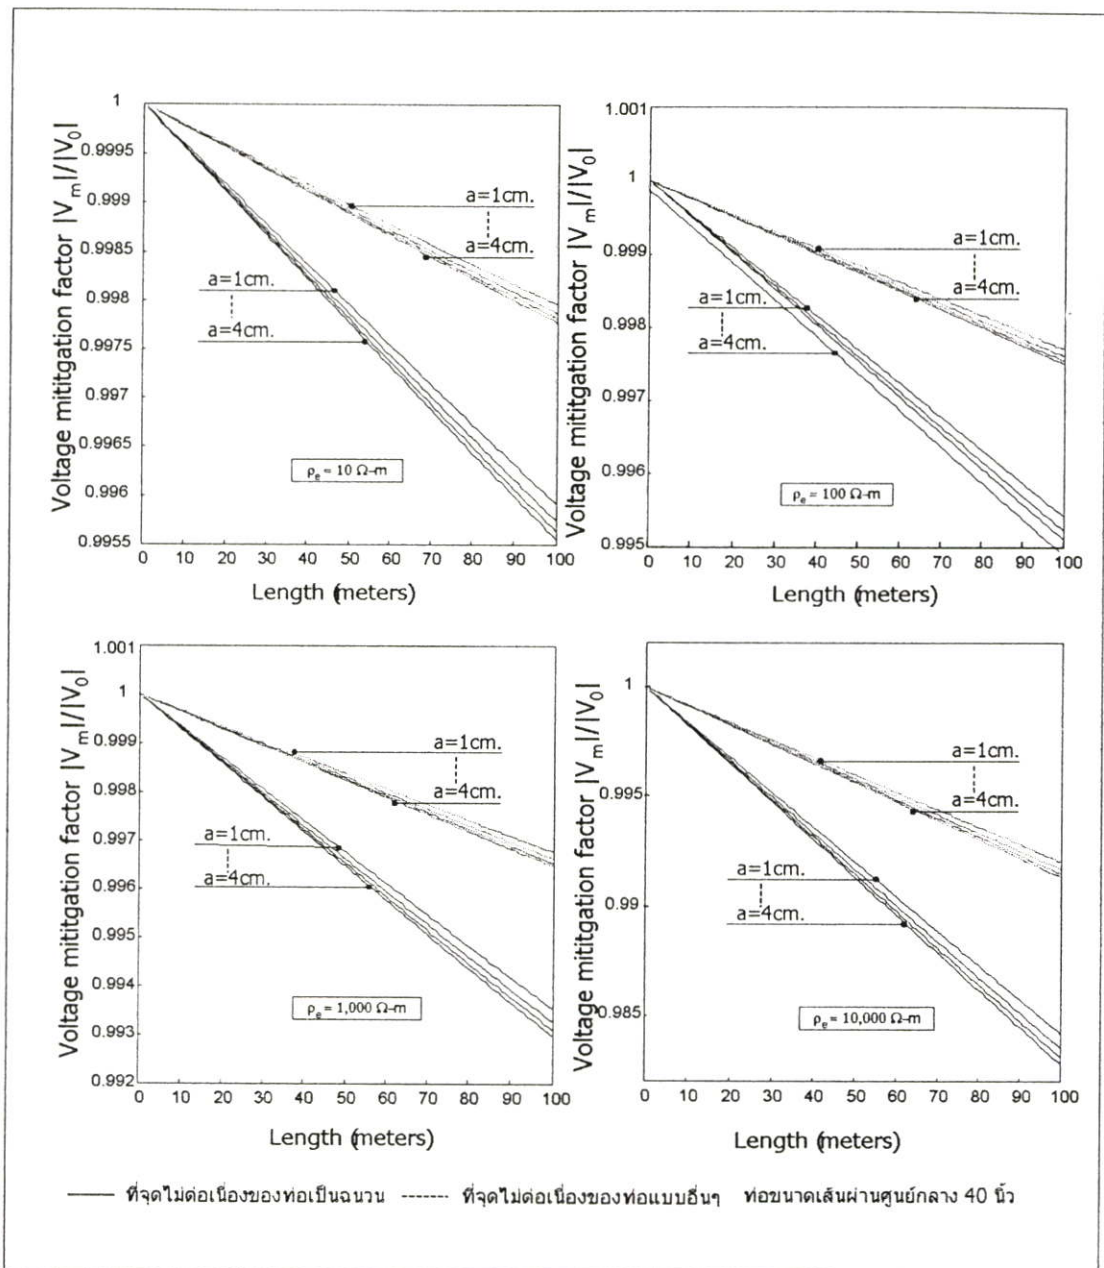 Voltage mititgation factor |Vm|/|V0|
1
0.9995
0.999
0.9985
0.998
0.9975
0.997
0.9965
0.996
0.9955
a=1cm.
a=4cm.
a=1cm.
a=4cm.
ρe = 10 Ω–m
0 10 20 30 40 50 60 70 80 90 100
Length (meters)
Voltage mititgation factor |Vm|/|V0|
1.001
1
0.999
0.998
0.997
0.996
0.995
a=1cm.
a=4cm.
a=1cm.
a=4cm.
ρe = 100 Ω–m
0 10 20 30 40 50 60 70 80 90 100
Length (meters)
Voltage mititgation factor |Vm|/|V0|
1.001
1
0.999
0.998
0.997
0.996
0.995
0.994
0.993
0.992
a=1cm.
a=4cm.
a=1cm.
a=4cm.
ρe = 1,000 Ω–m
0 10 20 30 40 50 60 70 80 90 100
Length (meters)
Voltage mititgation factor |Vm|/|V0|
1
0.995
0.99
0.985
a=1cm.
a=4cm.
a=1cm.
a=4cm.
ρe = 10,000 Ω–m
0 10 20 30 40 50 60 70 80 90 100
Length (meters)
ที่จุดไม่ต่อเนื่องของท่อเป็นฉนวน ที่จุดไม่ต่อเนื่องของท่อแบบอื่นๆ ท่อขนาดเส้นผ่านศูนย์กลาง 40 นิ้ว